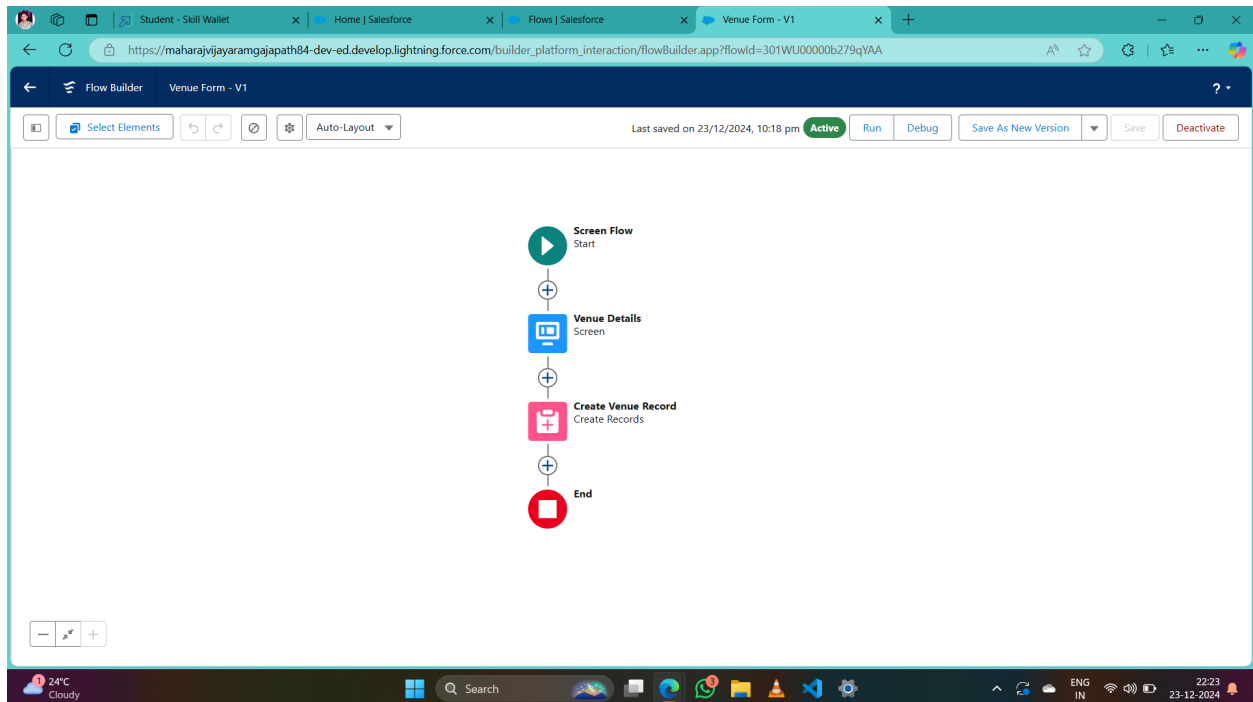 Student - Skill Wallet
Home | Salesforce
Flows | Salesforce
Venue Form - V1
https://maharajvijayaramgajapath84-dev-ed.develop.lightning.force.com/builder_platform_interaction/flowBuilder.app?flowId=301WU00000b279qYAA
Flow Builder
Venue Form - V1
?
Select Elements
Auto-Layout
Last saved on 23/12/2024, 10:18 pm
Active
Run
Debug
Save As New Version
Save
Deactivate
Screen Flow
Start
Venue Details
Screen
Create Venue Record
Create Records
End
1
24°C
Cloudy
Search
3
ENG
IN
22:23
23-12-2024